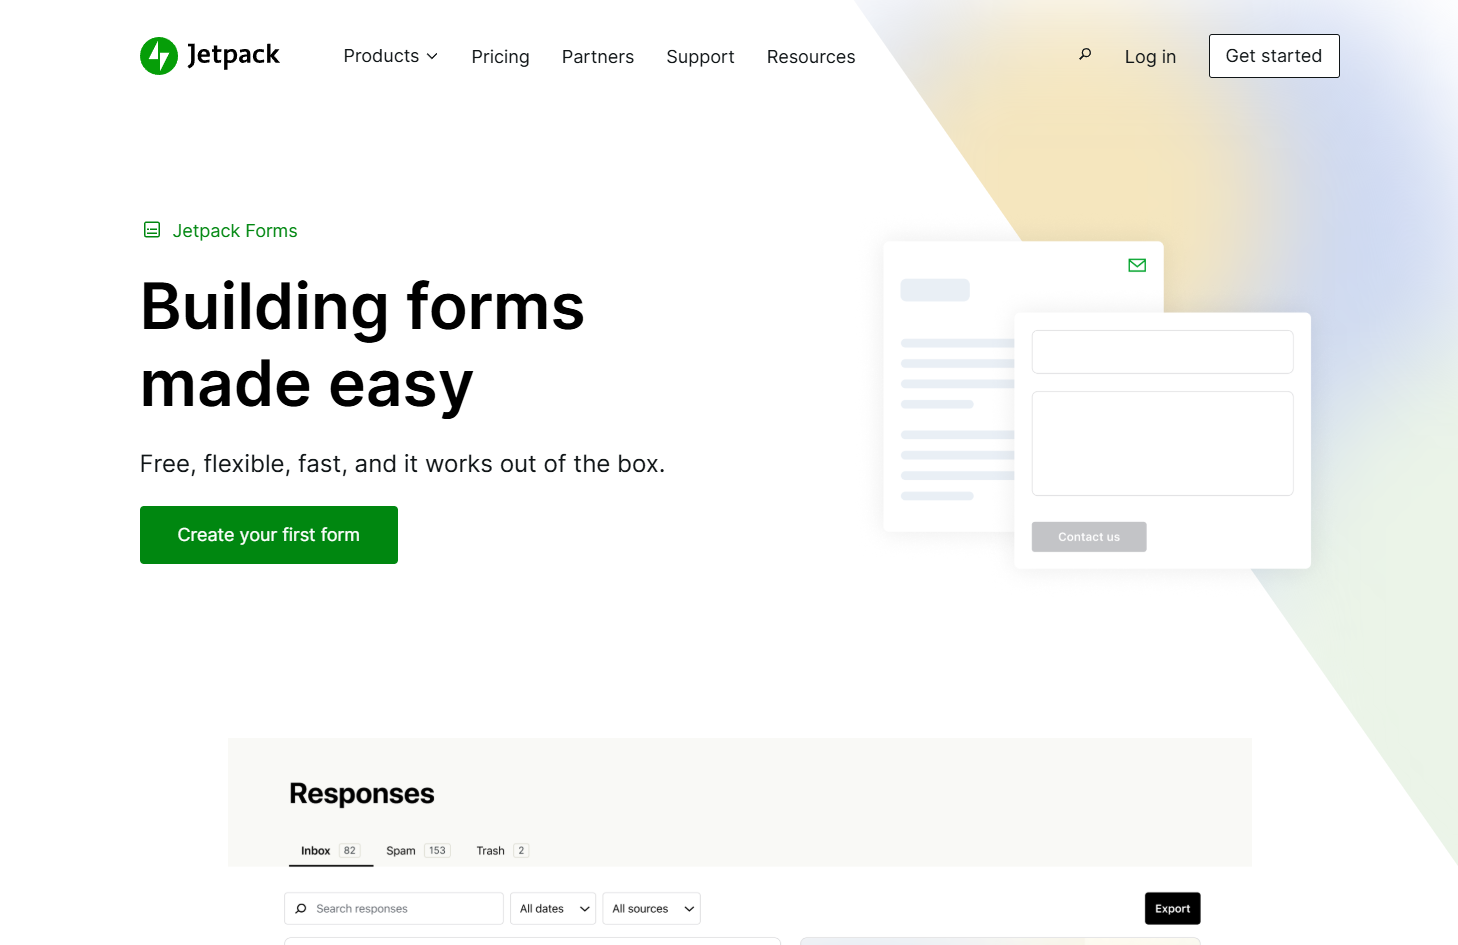 Jetpack
Products
Pricing
Partners
Support
Resources
Log in
Get started
Jetpack Forms
Building forms
made easy
Free, flexible, fast, and it works out of the box.
Create your first form
Contact us
Responses
Inbox 82
Spam 153
Trash 2
Search responses
All dates
All sources
Export